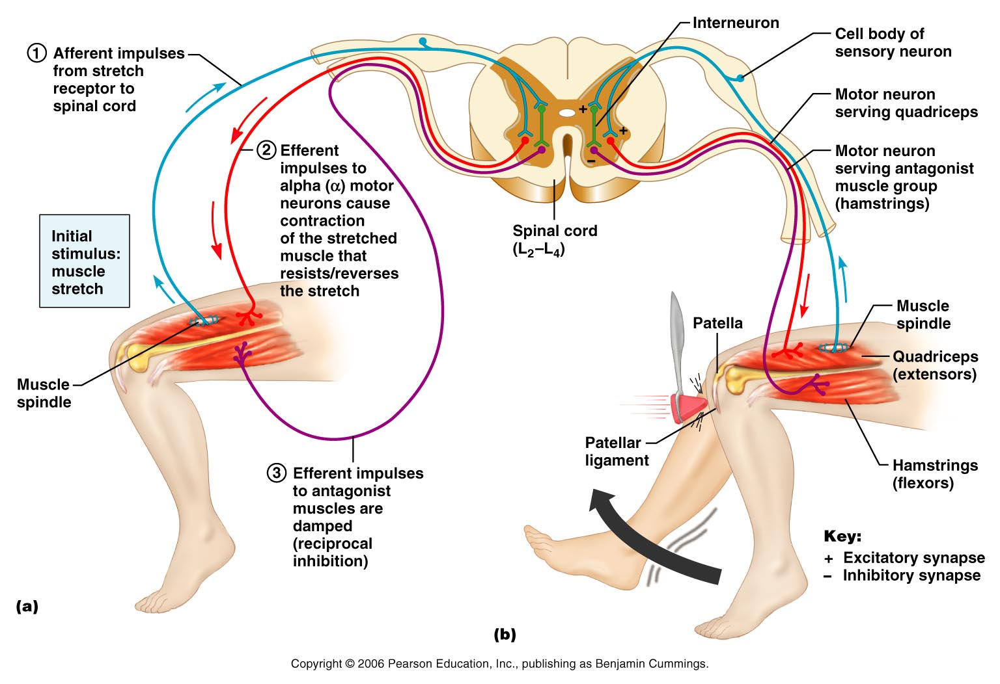 ① Afferent impulses
from stretch
receptor to
spinal cord
Initial
stimulus:
muscle
stretch
② Efferent
impulses to
alpha (α) motor
neurons cause
contraction
of the stretched
muscle that
resists/reverses
the stretch
Muscle
spindle
③ Efferent impulses
to antagonist
muscles are
damped
(reciprocal
inhibition)
(a)
Interneuron
Cell body of
sensory neuron
Motor neuron
serving quadriceps
Motor neuron
serving antagonist
muscle group
(hamstrings)
+
+
–
Spinal cord
(L₂–L₄)
Patella
Muscle
spindle
Quadriceps
(extensors)
Patellar
ligament
Hamstrings
(flexors)
Key:
+ Excitatory synapse
– Inhibitory synapse
(b)
Copyright © 2006 Pearson Education, Inc., publishing as Benjamin Cummings.